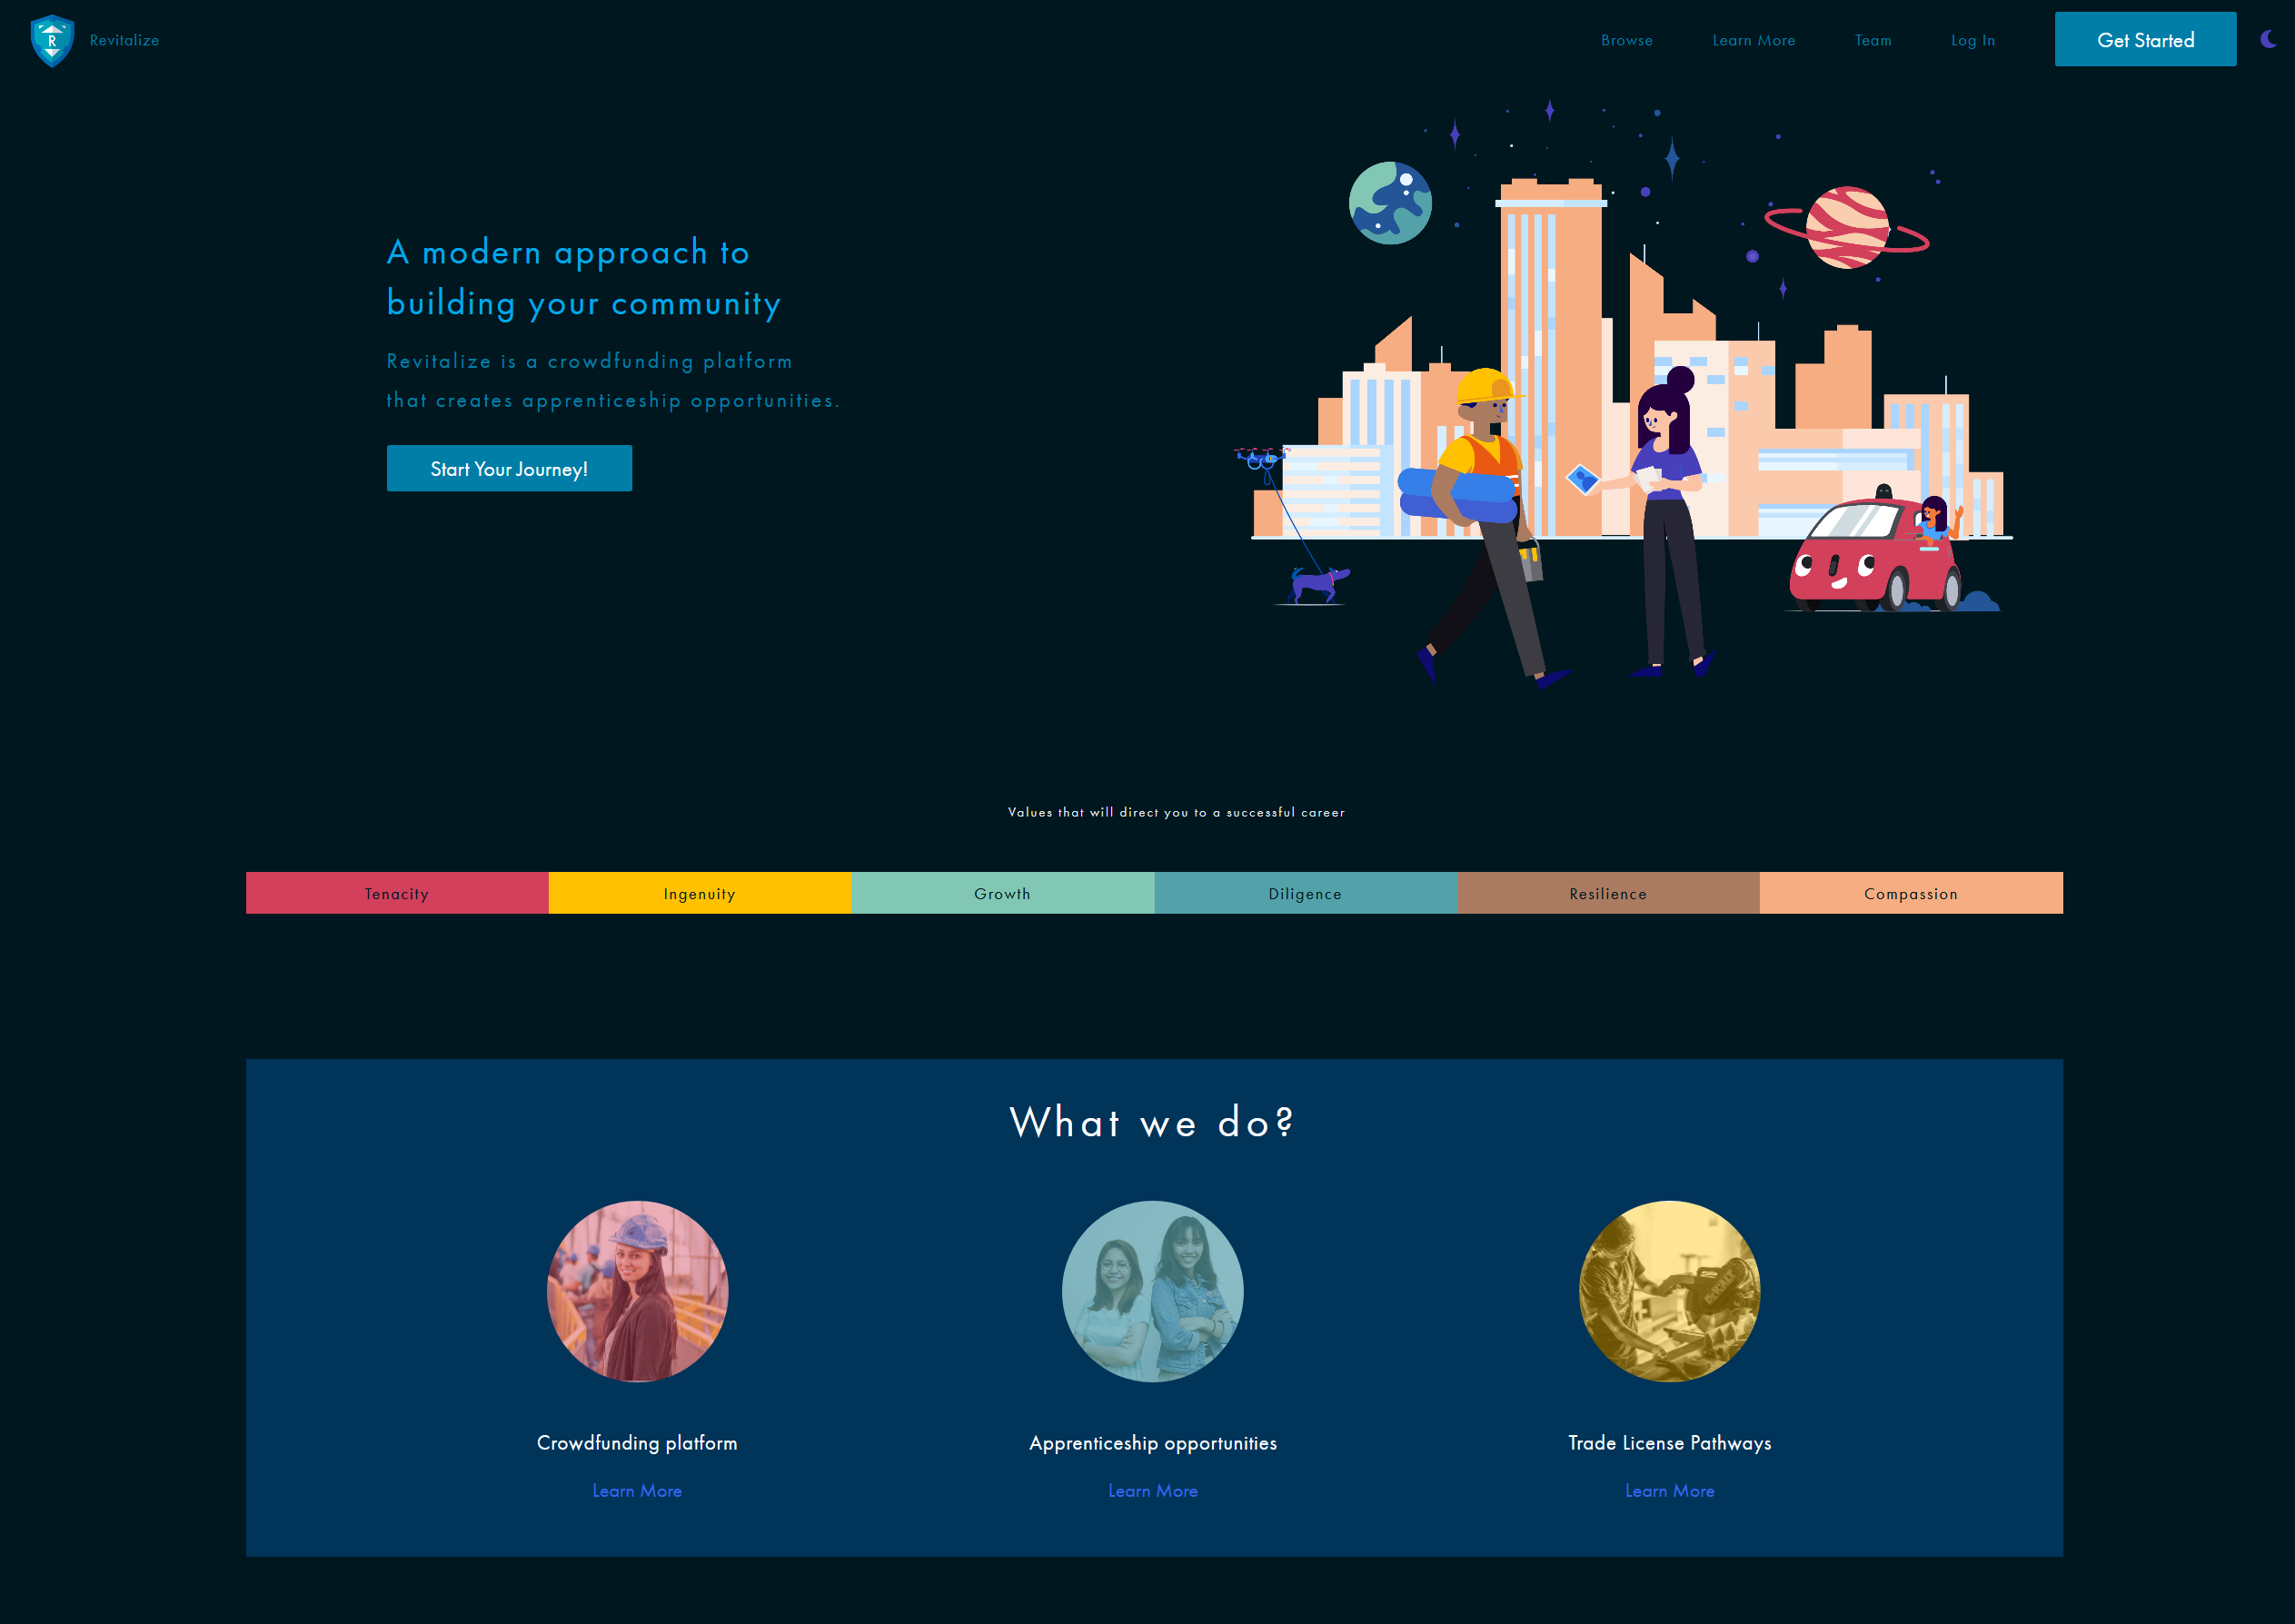 R
Revitalize
Browse
Learn More
Team
Log In
Get Started
A modern approach to
building your community
Revitalize is a crowdfunding platform
that creates apprenticeship opportunities.
Start Your Journey!
Values that will direct you to a successful career
Tenacity
Ingenuity
Growth
Diligence
Resilience
Compassion
What we do?
DEWALT
Crowdfunding platform
Apprenticeship opportunities
Trade License Pathways
Learn More
Learn More
Learn More